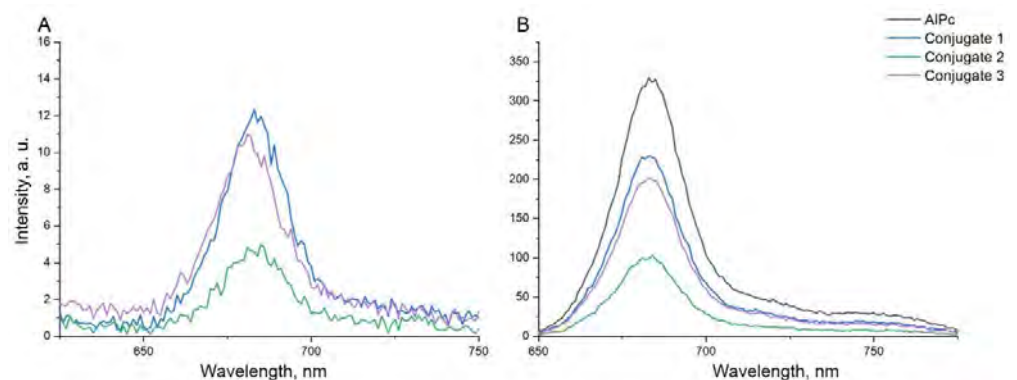 A
B
AlPc
Conjugate 1
Conjugate 2
Conjugate 3
Intensity, a. u.
16
14
12
10
8
6
4
2
0
650
700
750
Wavelength, nm
350
300
250
200
150
100
50
0
650
700
750
Wavelength, nm